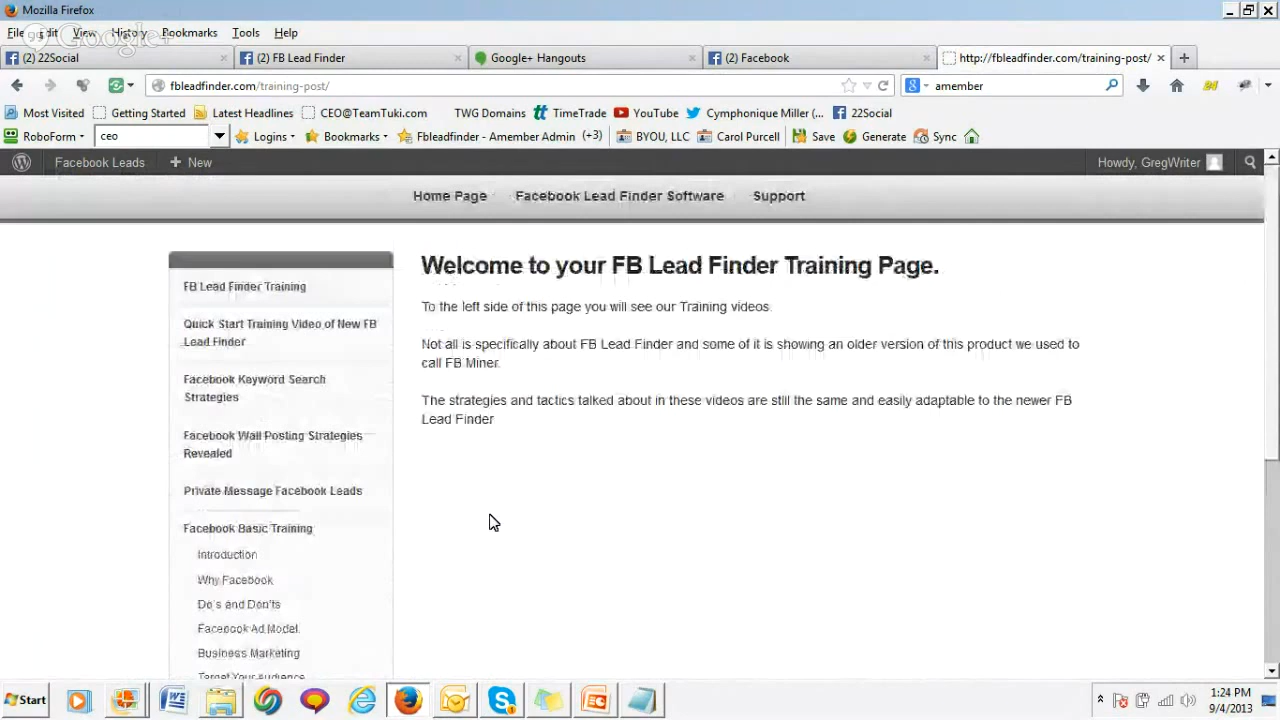 Mozilla Firefox
File Edit View History Bookmarks Tools Help
Google+
(2) 22Social
(2) FB Lead Finder
Google+ Hangouts
(2) Facebook
http://fbleadfinder.com/training-post/
fbleadfinder.com/training-post/
amember
Most Visited Getting Started Latest Headlines CEO@TeamTuki.com TWG Domains TimeTrade YouTube Cymphonique Miller (... 22Social
RoboForm ceo Logins Bookmarks Fbleadfinder - Amember Admin (+3) BYOU, LLC Carol Purcell Save Generate Sync
Facebook Leads + New Howdy, GregWriter
Home Page Facebook Lead Finder Software Support
FB Lead Finder Training
Quick Start Training Video of New FB
Lead Finder
Facebook Keyword Search
Strategies
Facebook Wall Posting Strategies
Revealed
Private Message Facebook Leads
Facebook Basic Training
Introduction
Why Facebook
Do's and Don'ts
Facebook Ad Model
Business Marketing
Target Your Audience
Welcome to your FB Lead Finder Training Page.
To the left side of this page you will see our Training videos.
Not all is specifically about FB Lead Finder and some of it is showing an older version of this product we used to
call FB Miner.
The strategies and tactics talked about in these videos are still the same and easily adaptable to the newer FB
Lead Finder
Start
1:24 PM
9/4/2013